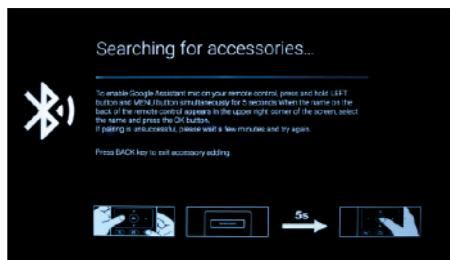 Searching for accessories...
To enable Google Assistant mic on your remote control, press and hold LEFT
button and MENU button simultaneously for 5 seconds When the name on the
back of the remote control appears in the upper right corner of the screen, select
the name and press the OK button.
If pairing is unsuccessful, please wait a few minutes and try again.
Press BACK key to exit accessory adding.
5s